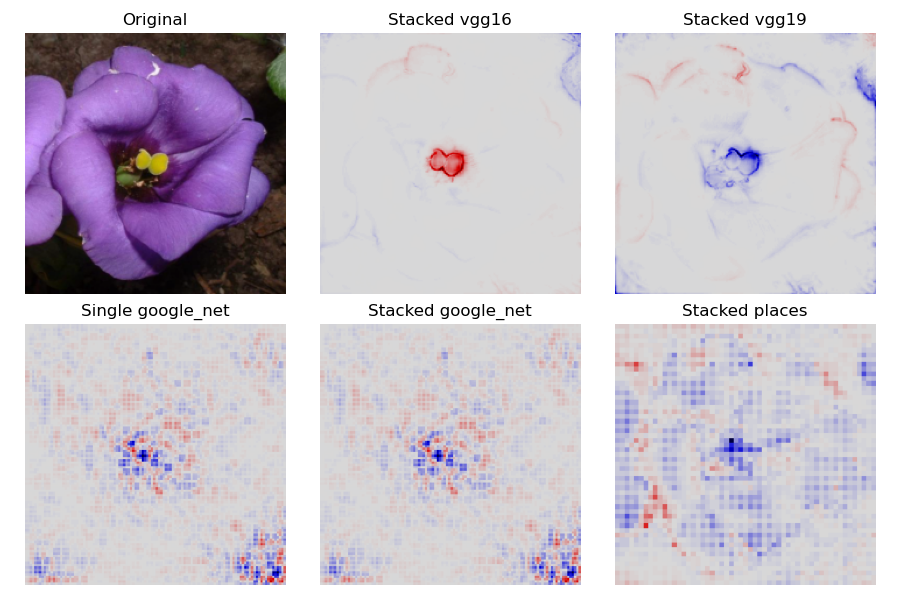 Original
Stacked vgg16
Stacked vgg19
Single google_net
Stacked google_net
Stacked places